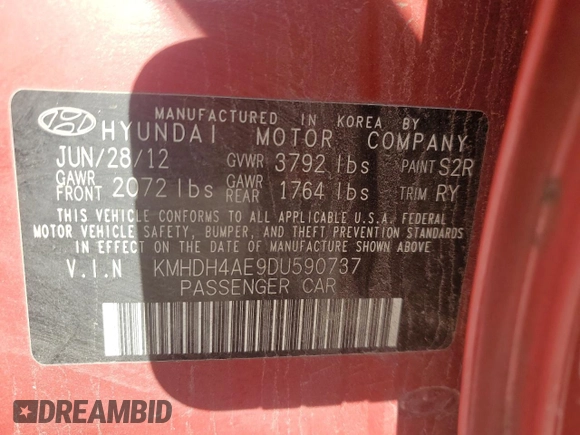 MANUFACTURED IN KOREA BY
HYUNDAI MOTOR COMPANY
JUN/28/12 GVWR 3792 lbs PAINT S2R
GAWR FRONT 2072 lbs GAWR REAR 1764 lbs TRIM RY
THIS VEHICLE CONFORMS TO ALL APPLICABLE U.S.A. FEDERAL
MOTOR VEHICLE SAFETY, BUMPER, AND THEFT PREVENTION STANDARDS
IN EFFECT ON THE DATE OF MANUFACTURE SHOWN ABOVE.
V.I.N KMHDH4AE9DU590737
PASSENGER CAR
DREAMBID